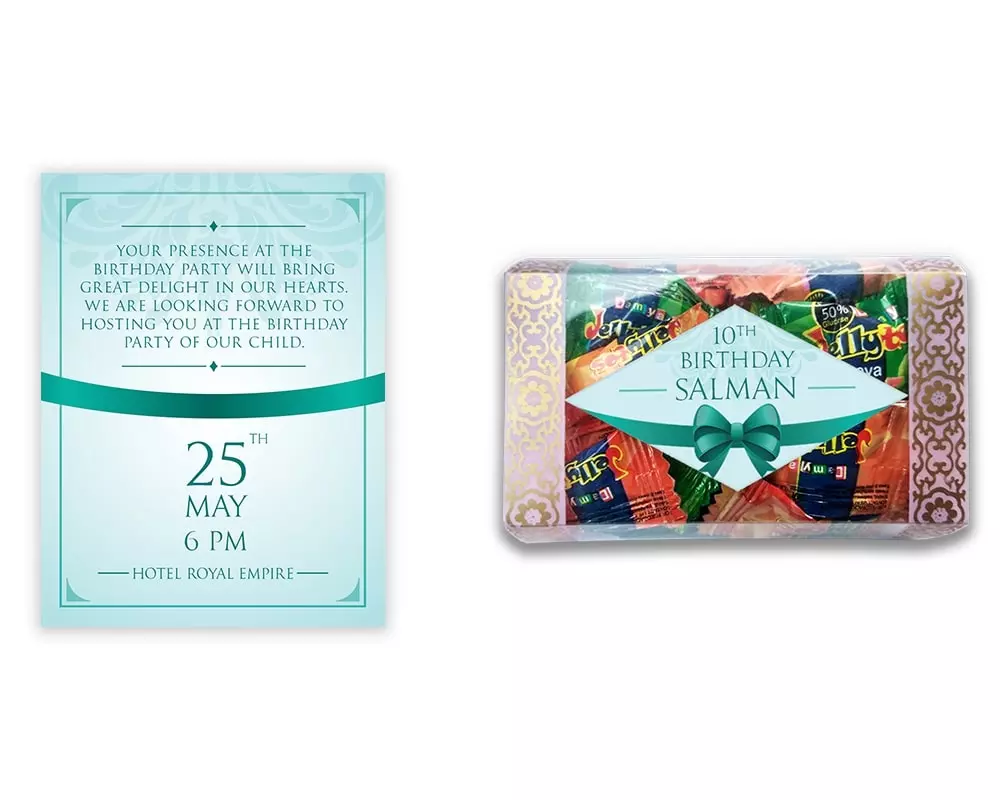 YOUR PRESENCE AT THE
BIRTHDAY PARTY WILL BRING
GREAT DELIGHT IN OUR HEARTS.
WE ARE LOOKING FORWARD TO
HOSTING YOU AT THE BIRTHDAY
PARTY OF OUR CHILD.
25TH
MAY
6 PM
HOTEL ROYAL EMPIRE
10TH
BIRTHDAY
SALMAN
50%